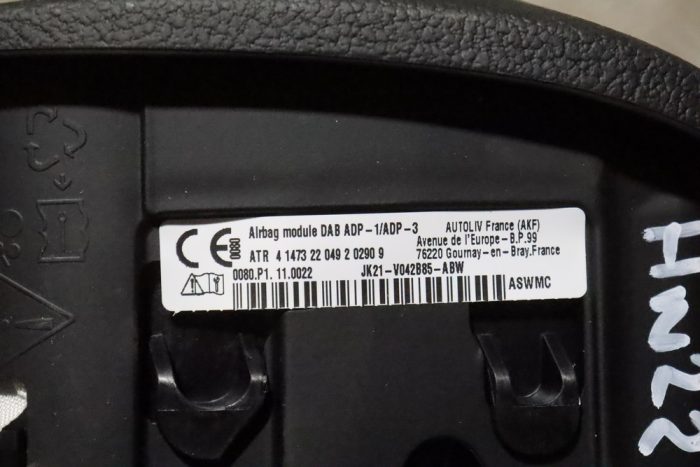 Airbag module DAB ADP-1/ADP-3
AUTOLIV France (AKF)
Avenue de l'Europe-B.P.99
76220 Gournay-en-Bray.France
CE 0080
ATR 4 1473 22 049 2 0290 9
0080.P1. 11.0022
JK21-V042B85-ABW
ASWMC
HN22